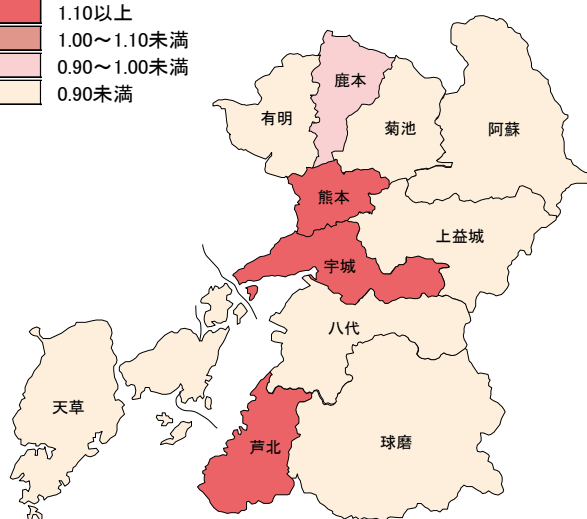 1.10以上
1.00～1.10未満
0.90～1.00未満
0.90未満
鹿本
有明
菊池
阿蘇
熊本
上益城
宇城
八代
天草
芦北
球磨